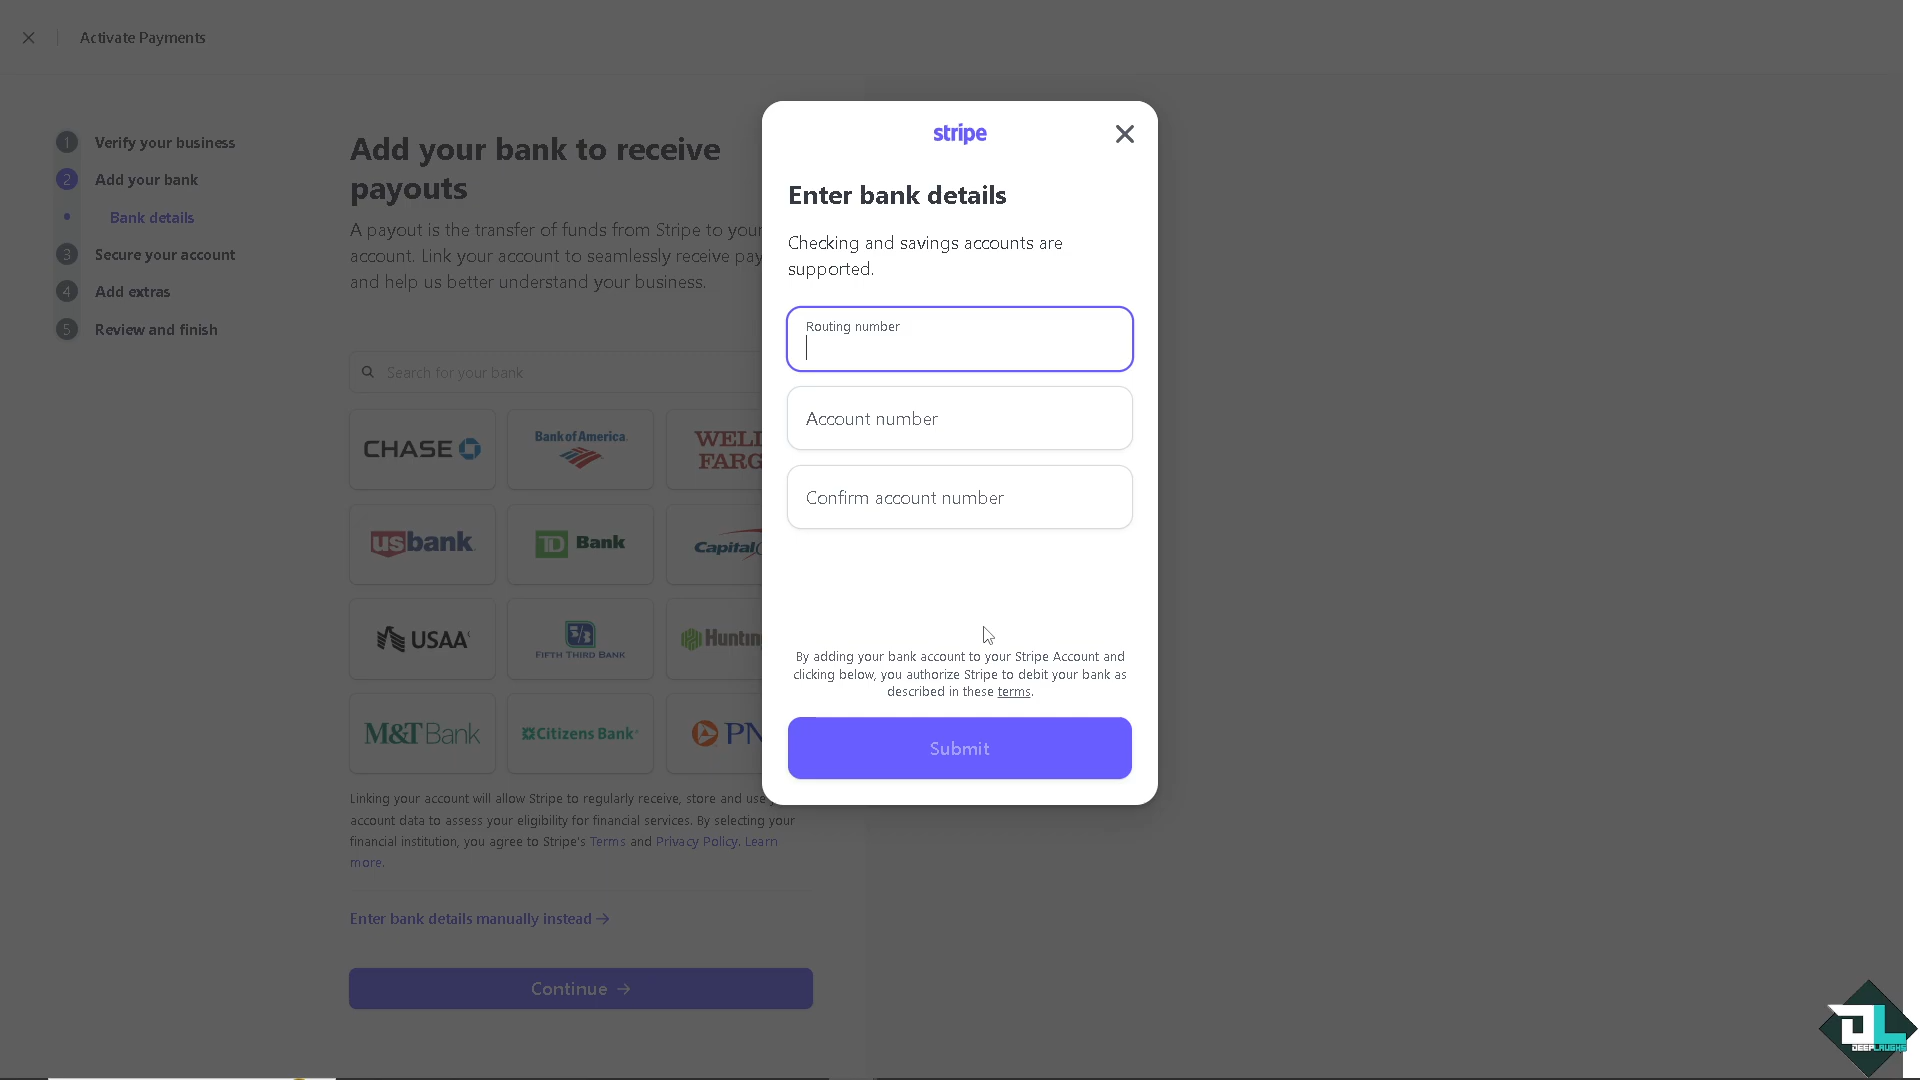 Activate Payments
1 Verify your business
2 Add your bank
Bank details
3 Secure your account
4 Add extras
5 Review and finish
Add your bank to receive
payouts
A payout is the transfer of funds from Stripe to your
account. Link your account to seamlessly receive
and help us better understand your business.
Search for your bank
CHASE
Bank of America
usbank
TD Bank
USAA
FIFTH THIRD BANK
M&T Bank
Citizens Bank
Linking your account will allow Stripe to regularly receive, store and use
account data to assess your eligibility for financial services. By selecting your
financial institution, you agree to Stripe's Terms and Privacy Policy. Learn
more.
Enter bank details manually instead →
Continue →
stripe
Enter bank details
Checking and savings accounts are
supported.
Routing number
Account number
Confirm account number
By adding your bank account to your Stripe Account and
clicking below, you authorize Stripe to debit your bank as
described in these terms.
Submit
DL
DEEPLAUGHS